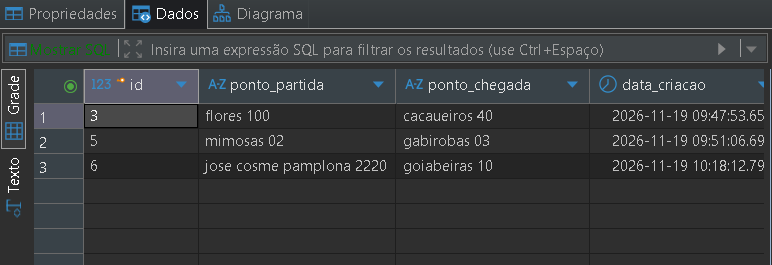 Propriedades Dados Diagrama
Mostrar SQL Insira uma expressão SQL para filtrar os resultados (use Ctrl+Espaço)
Grade
Texto
123 id A-Z ponto_partida A-Z ponto_chegada data_criacao
1 3 flores 100 cacaueiros 40 2026-11-19 09:47:53.65
2 5 mimosas 02 gabirobas 03 2026-11-19 09:51:06.69
3 6 jose cosme pamplona 2220 goiabeiras 10 2026-11-19 10:18:12.79